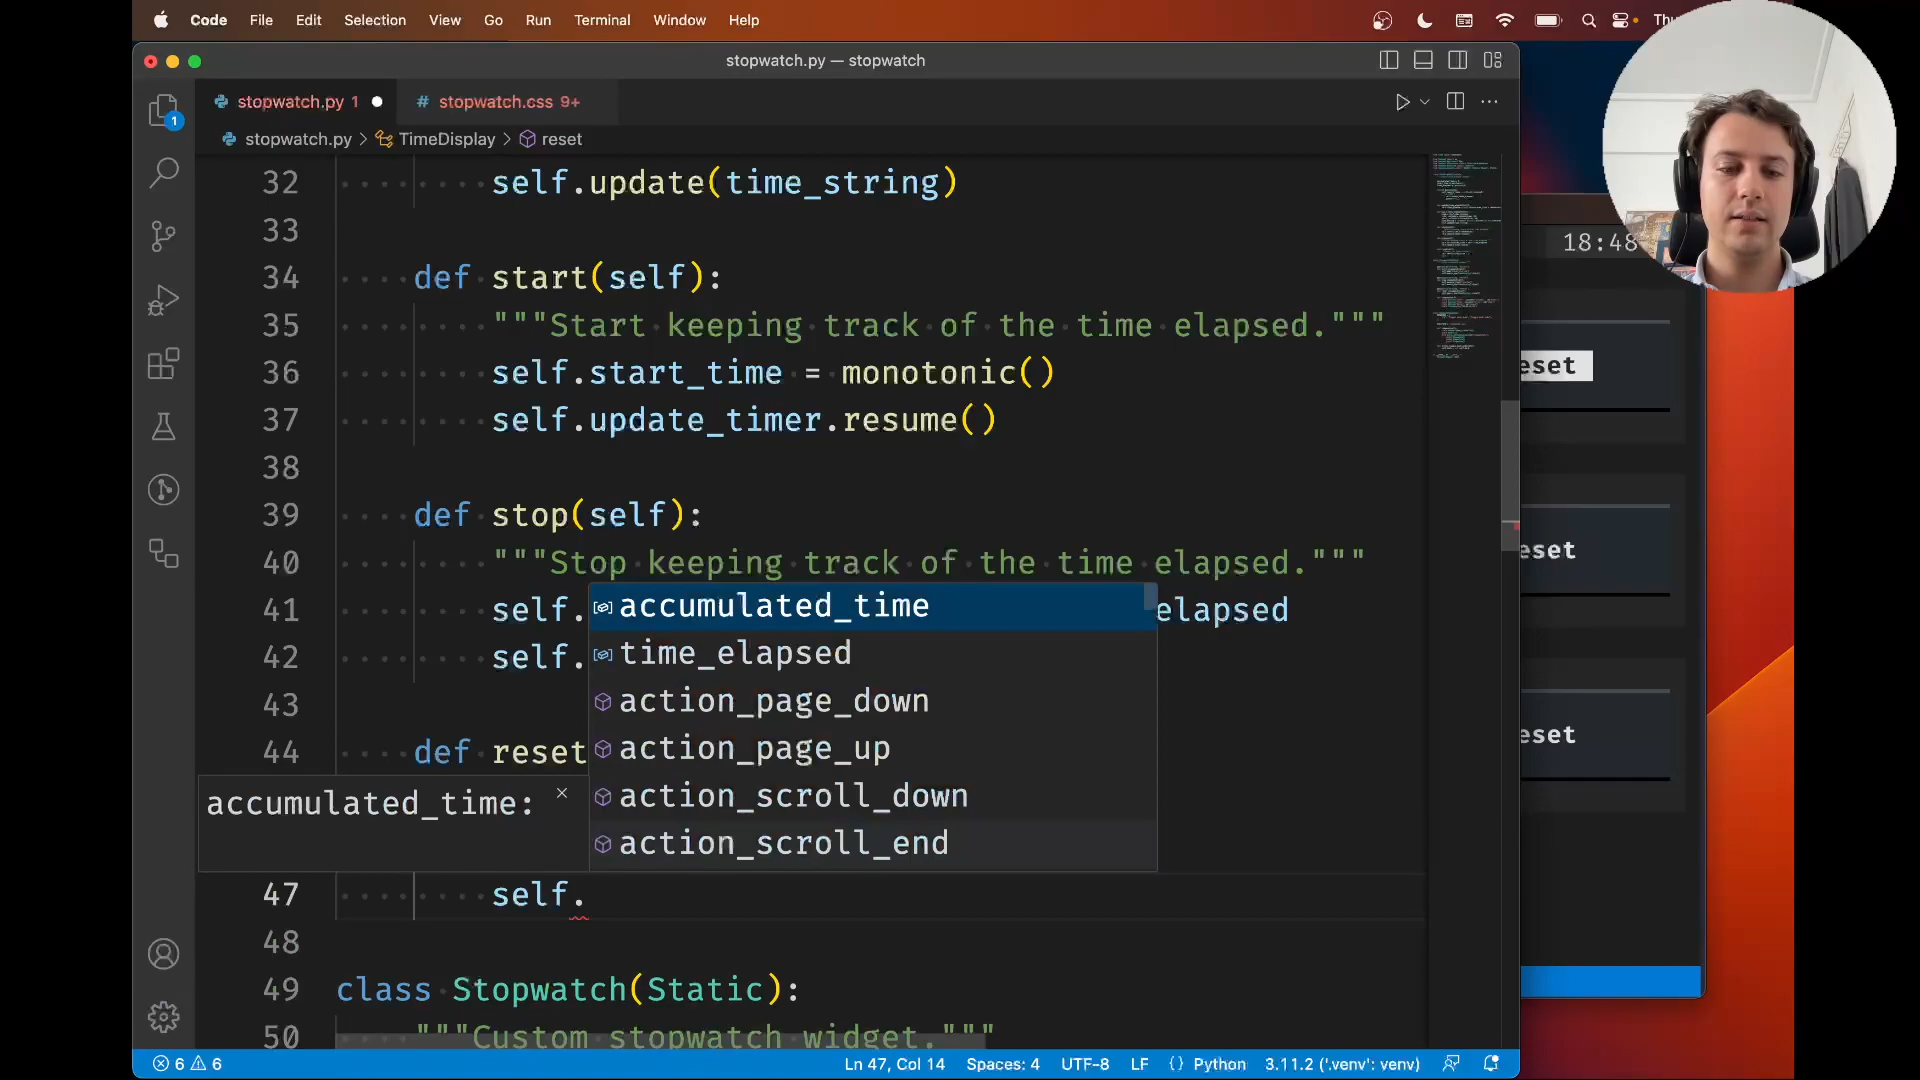 Code File Edit Selection View Go Run Terminal Window Help
stopwatch.py — stopwatch
stopwatch.py 1 stopwatch.css 9+
1
stopwatch.py > TimeDisplay > reset
32 self.update(time_string)
33
34 def start(self):
35 """Start keeping track of the time elapsed."""
36 self.start_time = monotonic()
37 self.update_timer.resume()
38
39 def stop(self):
40 """Stop keeping track of the time elapsed."""
41 self. elapsed
42 self.
43
44 def reset
accumulated_time
time_elapsed
action_page_down
action_page_up
action_scroll_down
action_scroll_end
accumulated_time: ×
47 self.
48
49 class Stopwatch(Static):
50 """Custom stopwatch widget."""
18:48
eset
eset
eset
6 6 Ln 47, Col 14 Spaces: 4 UTF-8 LF {} Python 3.11.2 ('.venv': venv)